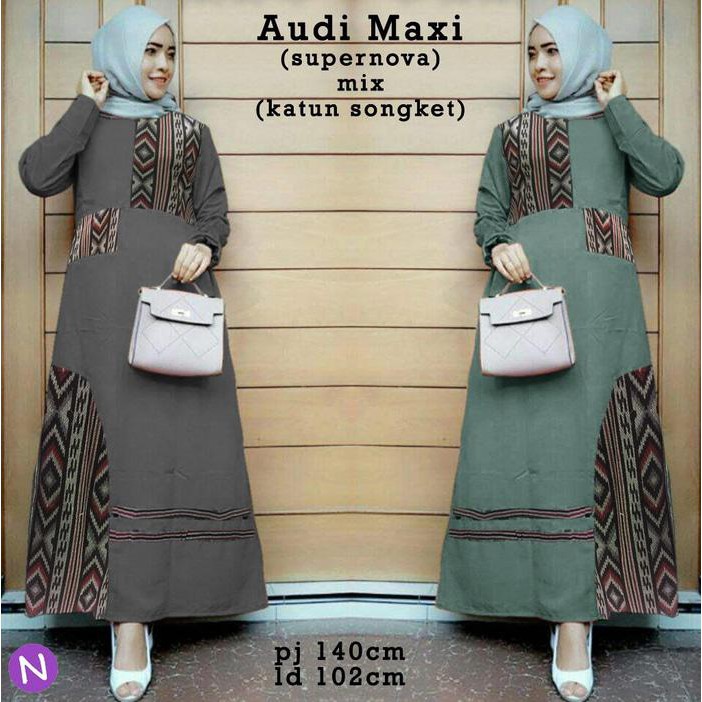 Audi Maxi
(supernova)
mix
(katun songket)
pj 140cm
ld 102cm
N